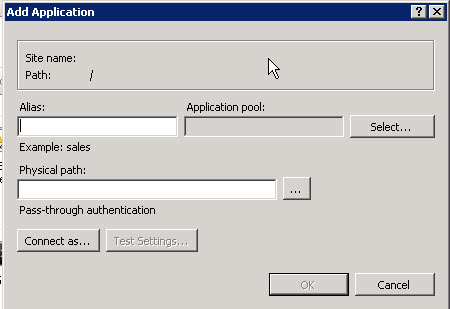 Add Application
Site name:
Path: /
Alias: Application pool:
Select...
Example: sales
Physical path:
...
Pass-through authentication
Connect as... Test Settings...
OK Cancel